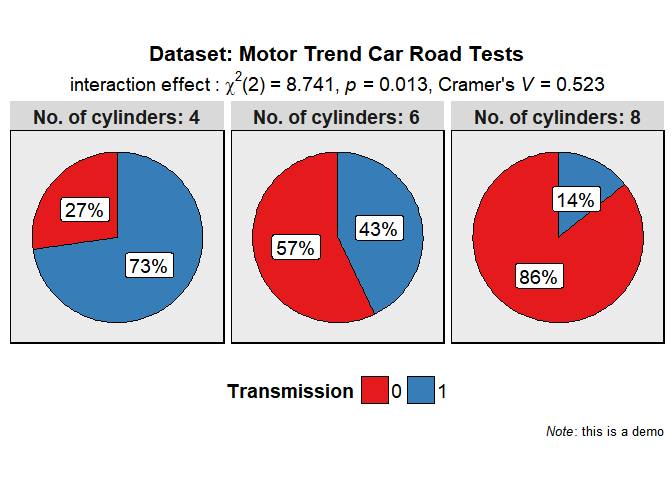 Dataset: Motor Trend Car Road Tests
interaction effect : χ²(2) = 8.741, p = 0.013, Cramer's V = 0.523
No. of cylinders: 4
No. of cylinders: 6
No. of cylinders: 8
27%
73%
57%
43%
14%
86%
Transmission 0 1
Note: this is a demo